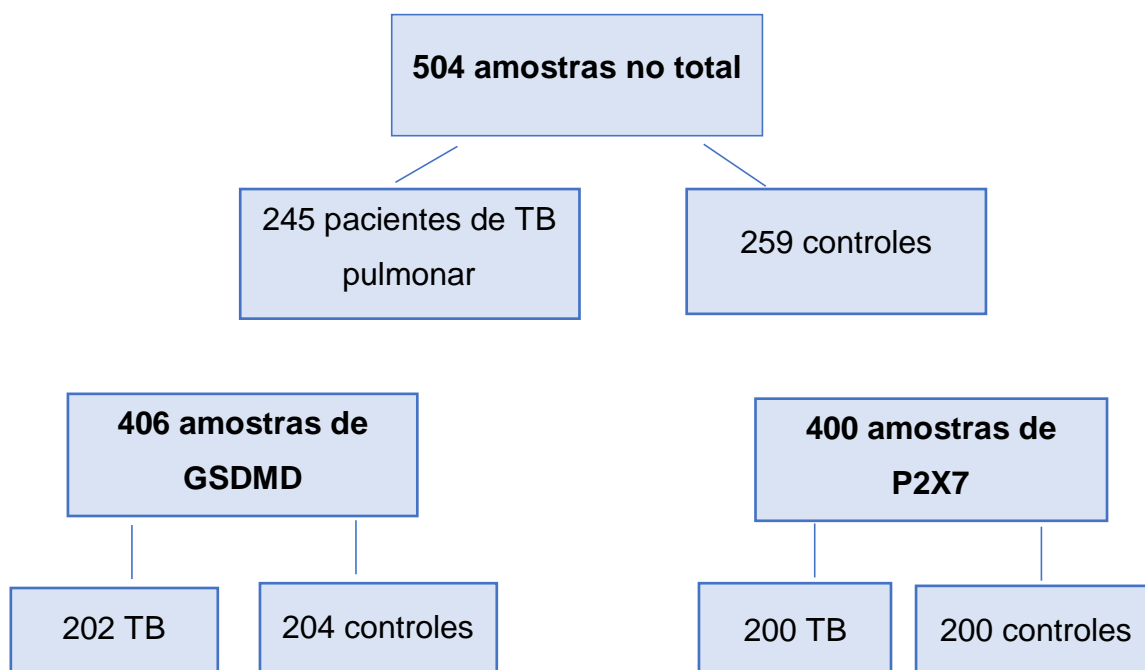 504 amostras no total
245 pacientes de TB
pulmonar
259 controles
406 amostras de
GSDMD
400 amostras de
P2X7
202 TB
204 controles
200 TB
200 controles